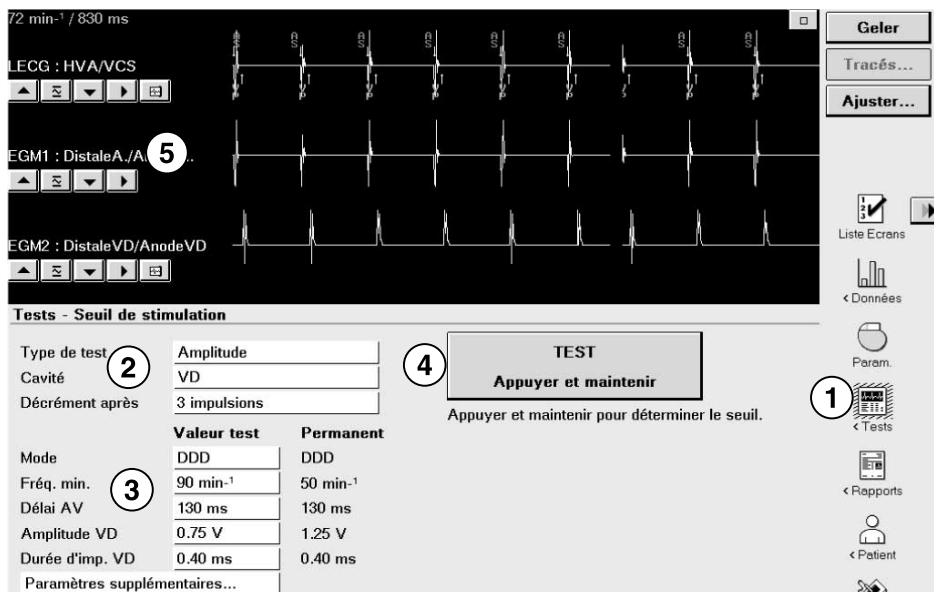 72 min-¹ / 830 ms
LECG : HVA/VCS
EGM1 : DistaleA./A
5
EGM2 : DistaleVD/AnodeVD
Geler
Tracés...
Ajuster...
Liste Ecrans
< Données
Param.
1
< Tests
< Rapports
< Patient
Tests - Seuil de stimulation
Type de test Amplitude
2
Cavité VD
Décrément après 3 impulsions
4
TEST
Appuyer et maintenir
Appuyer et maintenir pour déterminer le seuil.
Valeur test Permanent
Mode DDD DDD
Fréq. min. 90 min-¹ 50 min-¹
3
Délai AV 130 ms 130 ms
Amplitude VD 0.75 V 1.25 V
Durée d'imp. VD 0.40 ms 0.40 ms
Paramètres supplémentaires...